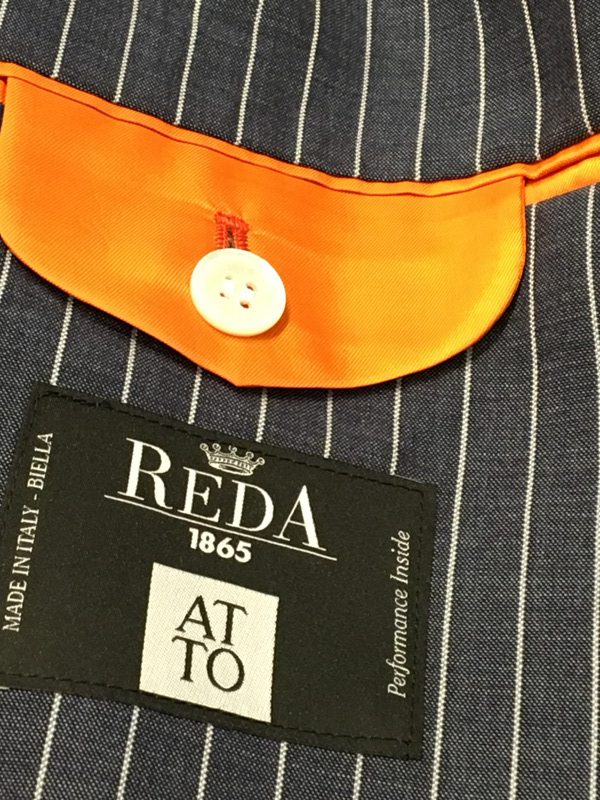 REDA
1865
AT
TO
MADE IN ITALY - BIELLA
Performance Inside